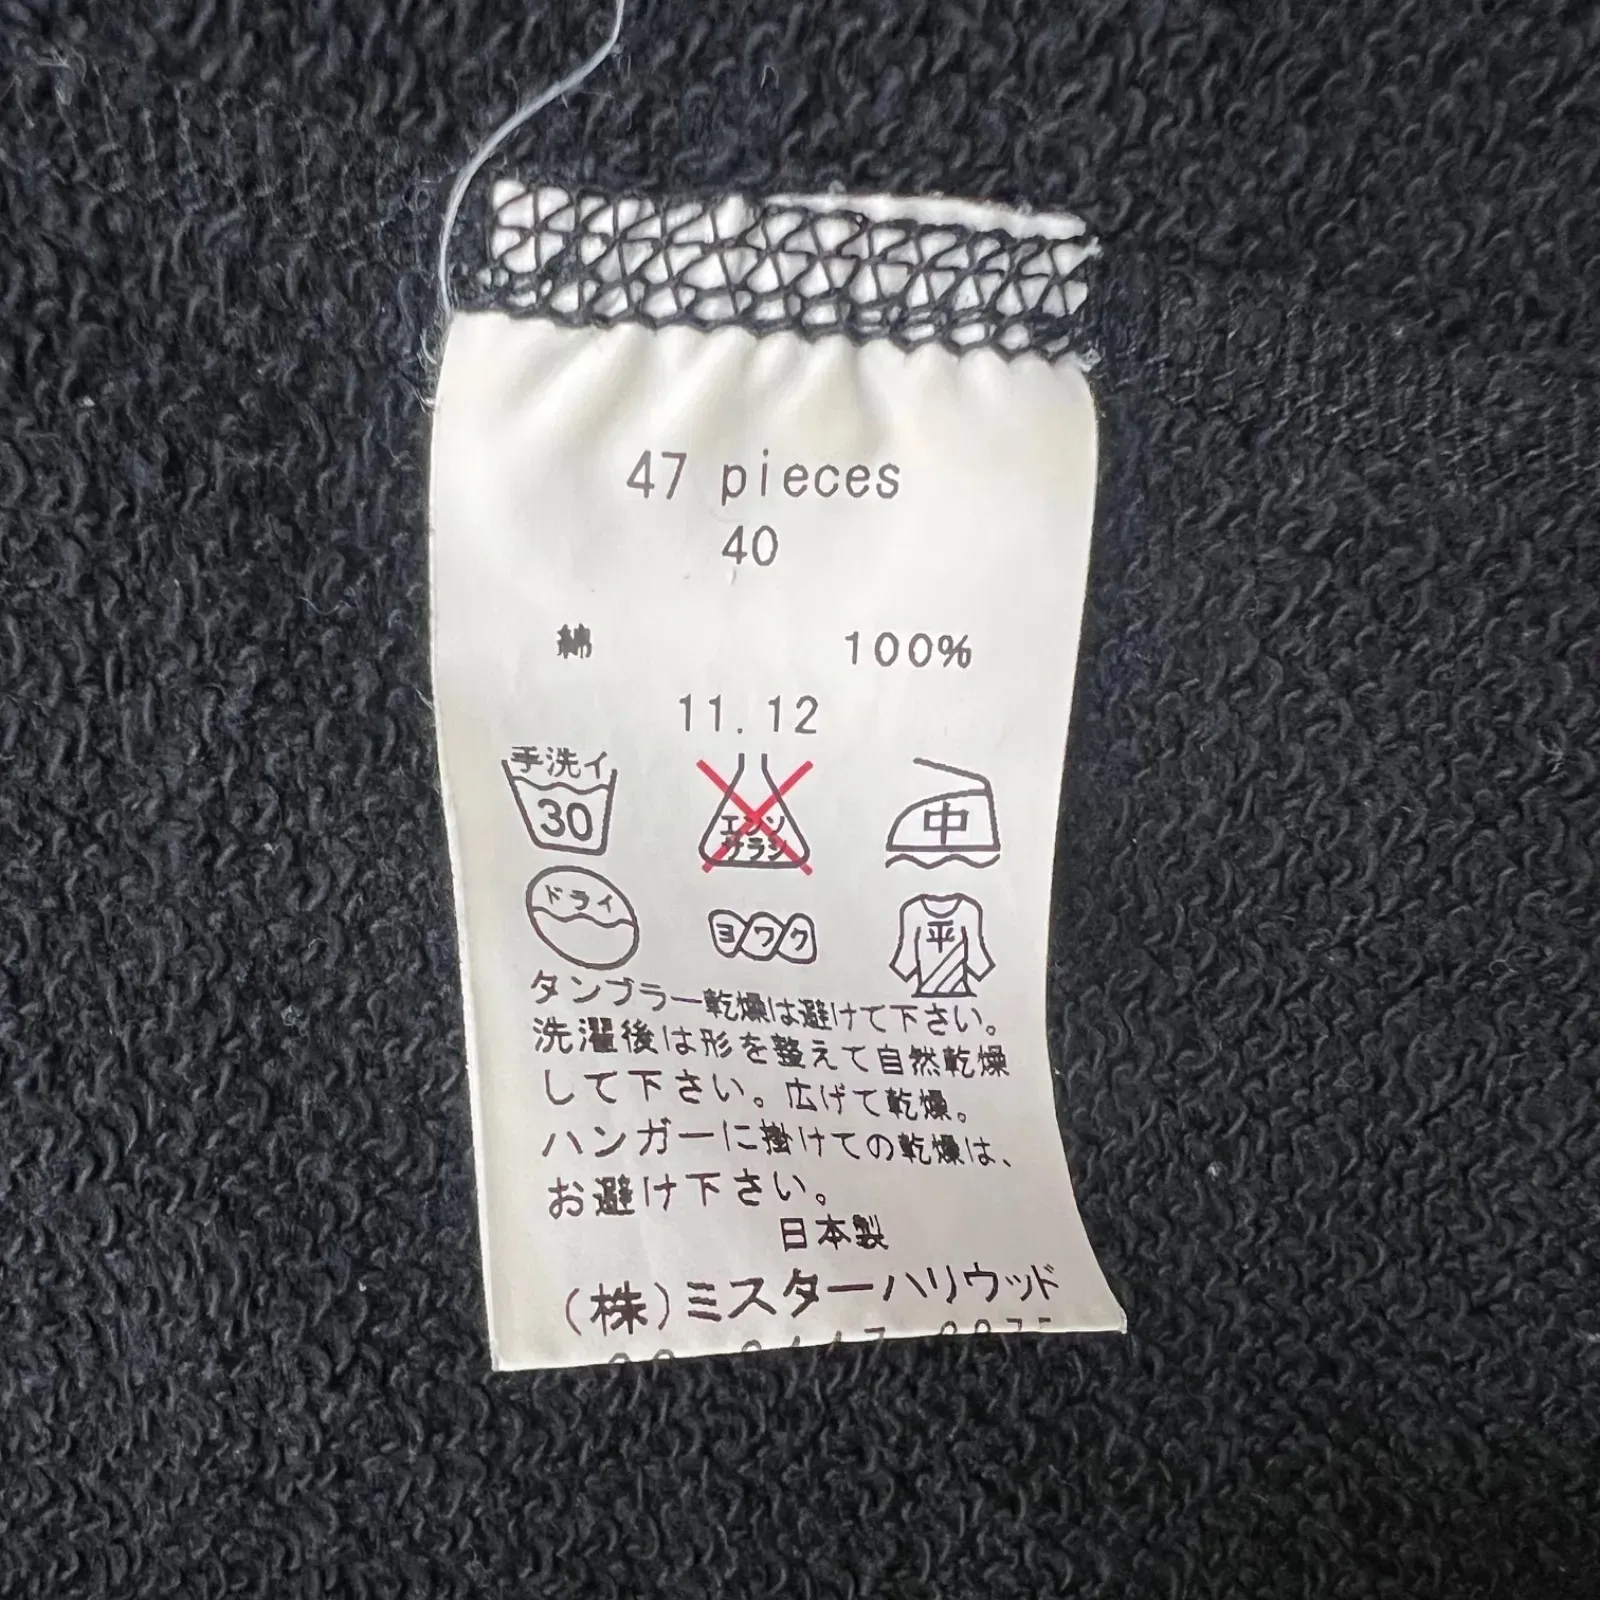 47 pieces
40
綿 100%
11.12
手洗イ
30
エンソ
サラシ
中
ドライ
ヨワク
平
タンブラー乾燥は避けて下さい。
洗濯後は形を整えて自然乾燥
して下さい。広げて乾燥。
ハンガーに掛けての乾燥は、
お避け下さい。
日本製
(株)ミスターハリウッド